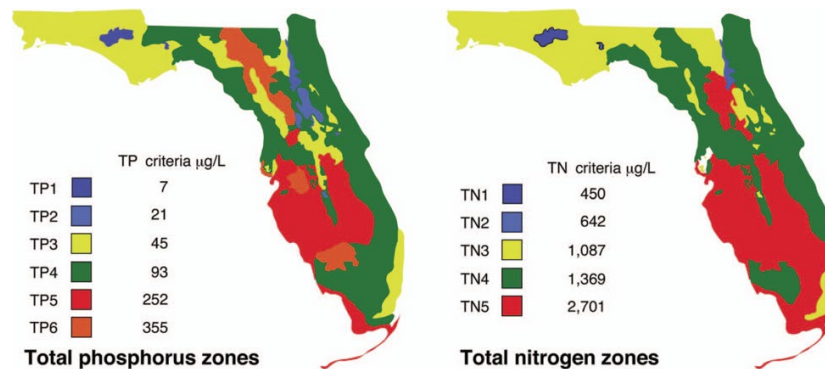 TP criteria µg/L
TP1 7
TP2 21
TP3 45
TP4 93
TP5 252
TP6 355
Total phosphorus zones
TN criteria µg/L
TN1 450
TN2 642
TN3 1,087
TN4 1,369
TN5 2,701
Total nitrogen zones